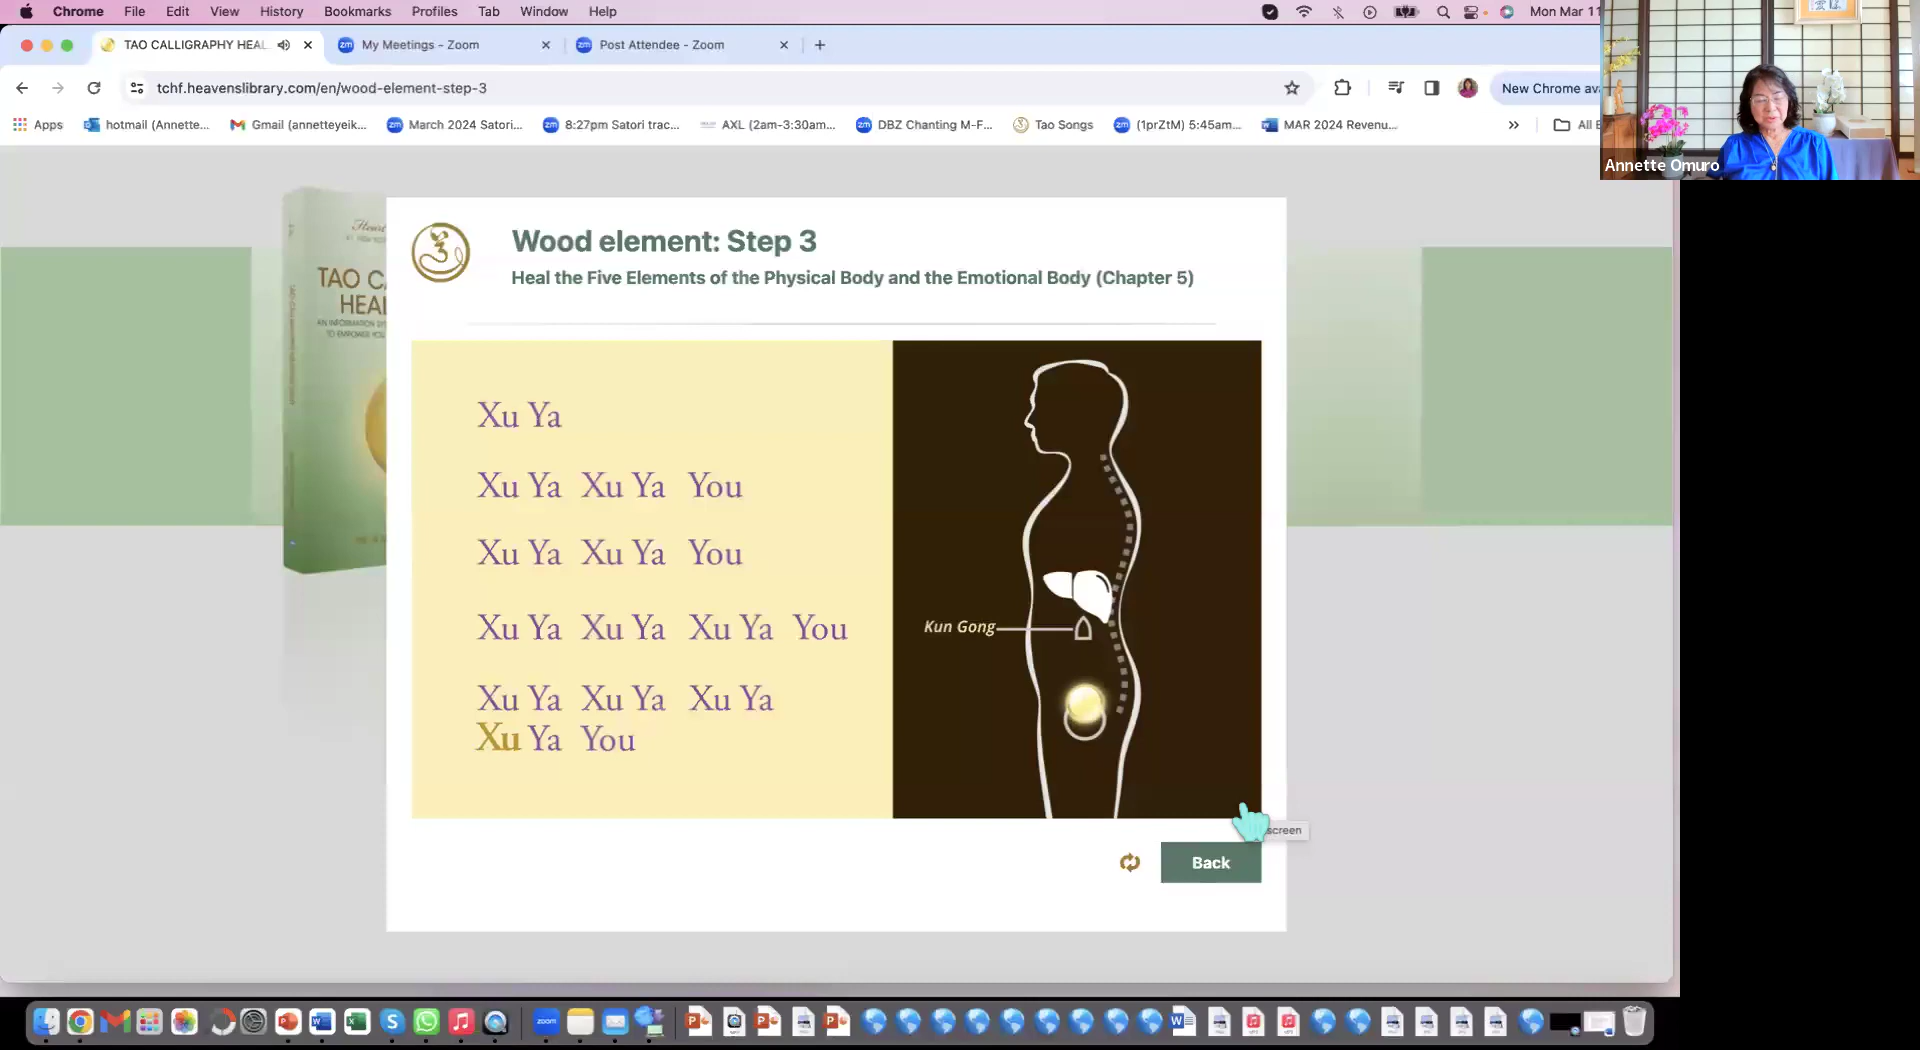 Chrome File Edit View History Bookmarks Profiles Tab Window Help
Mon Mar 11
TAO CALLIGRAPHY HEAL
My Meetings - Zoom
Post Attendee - Zoom
tchf.heavenslibrary.com/en/wood-element-step-3
New Chrome ava
Apps
hotmail (Annette...
Gmail (annetteyeik...
March 2024 Satori...
8:27pm Satori trac...
AXL (2am-3:30am...
DBZ Chanting M-F...
Tao Songs
(1prZtM) 5:45am...
MAR 2024 Revenu...
All B
Annette Omuro
TAO C
HEAL
Wood element: Step 3
Heal the Five Elements of the Physical Body and the Emotional Body (Chapter 5)
Xu Ya
Xu Ya Xu Ya You
Xu Ya Xu Ya You
Xu Ya Xu Ya Xu Ya You
Xu Ya Xu Ya Xu Ya
Xu Ya You
Kun Gong
screen
Back
zoom